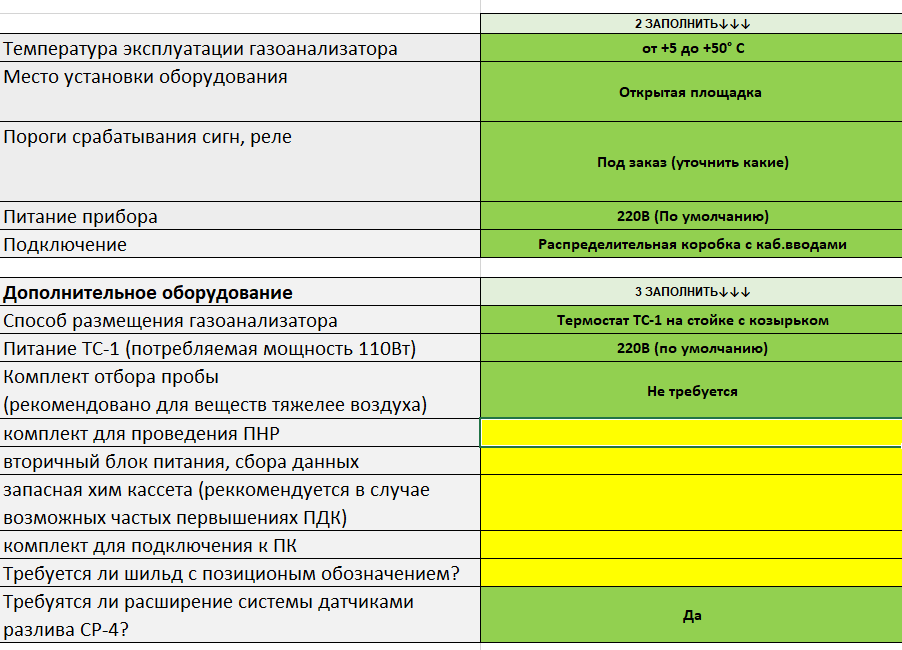 2 ЗАПОЛНИТЬ↓↓↓
Температура эксплуатации газоанализатора
от +5 до +50° С
Место установки оборудования
Открытая площадка
Пороги срабатывания сигн, реле
Под заказ (уточнить какие)
Питание прибора
220В (По умолчанию)
Подключение
Распределительная коробка с каб.вводами
Дополнительное оборудование
3 ЗАПОЛНИТЬ↓↓↓
Способ размещения газоанализатора
Термостат ТС-1 на стойке с козырьком
Питание ТС-1 (потребляемая мощность 110Вт)
220В (по умолчанию)
Комплект отбора пробы
(рекомендовано для веществ тяжелее воздуха)
Не требуется
комплект для проведения ПНР
вторичный блок питания, сбора данных
запасная хим кассета (реккомендуется в случае
возможных частых первышениях ПДК)
комплект для подключения к ПК
Требуется ли шильд с позиционым обозначением?
Требуятся ли расширение системы датчиками
разлива СР-4?
Да